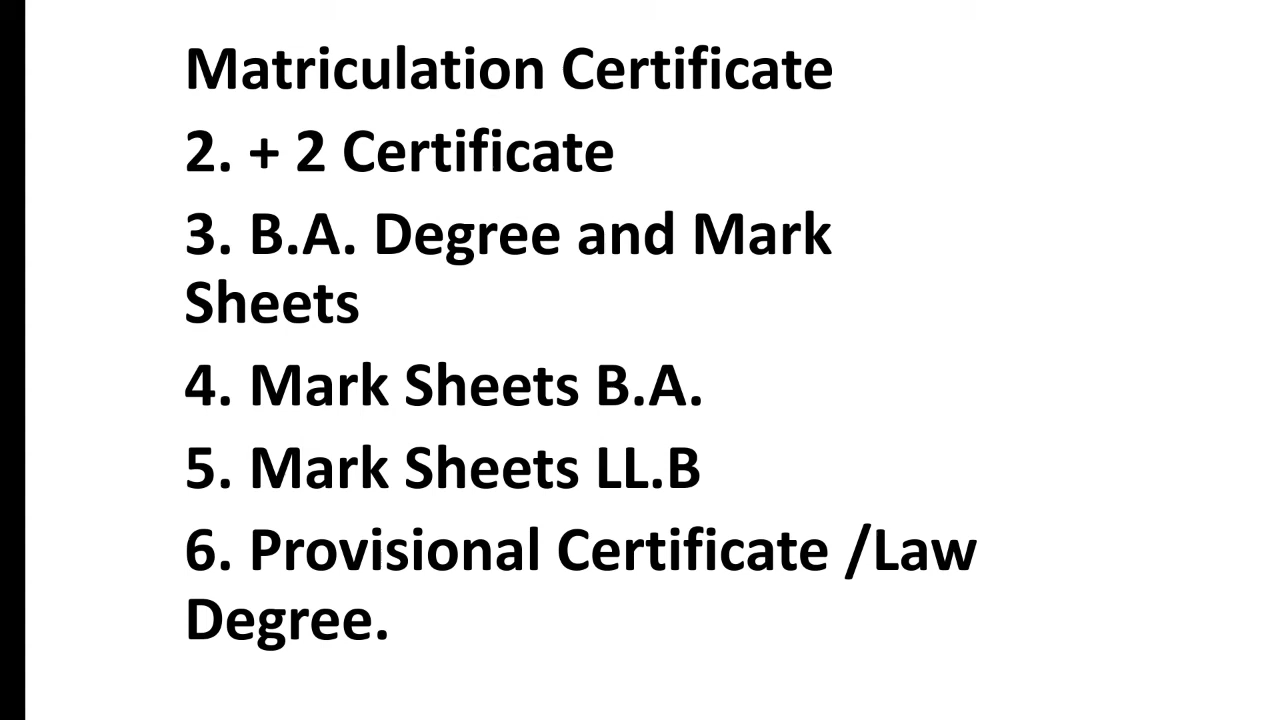 Matriculation Certificate
2. + 2 Certificate
3. B.A. Degree and Mark
Sheets
4. Mark Sheets B.A.
5. Mark Sheets LL.B
6. Provisional Certificate /Law
Degree.